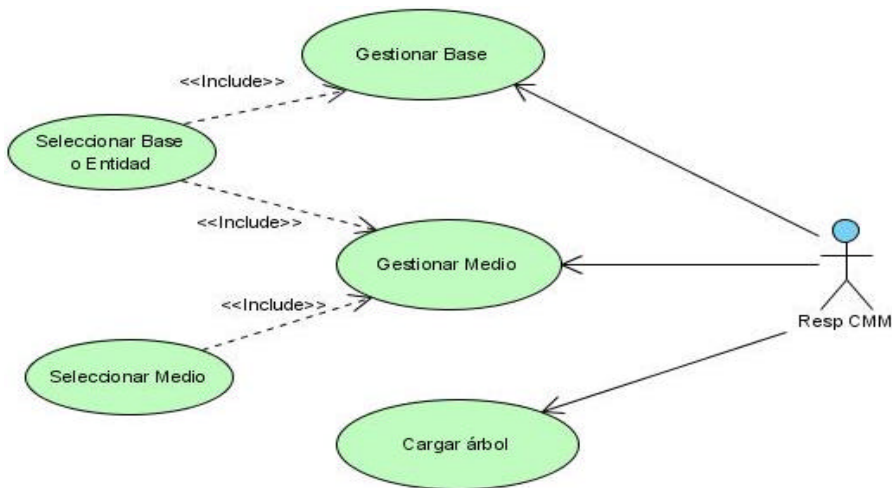 Gestionar Base
<<Include>>
Seleccionar Base
o Entidad
<<Include>>
Gestionar Medio
<<Include>>
Resp CMM
Seleccionar Medio
Cargar árbol